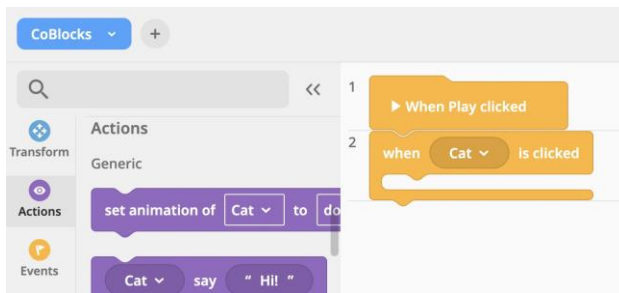 CoBlocks
+
Transform
Actions
Events
Actions
Generic
set animation of Cat to do
Cat say " Hi! "
1
When Play clicked
2
when Cat is clicked